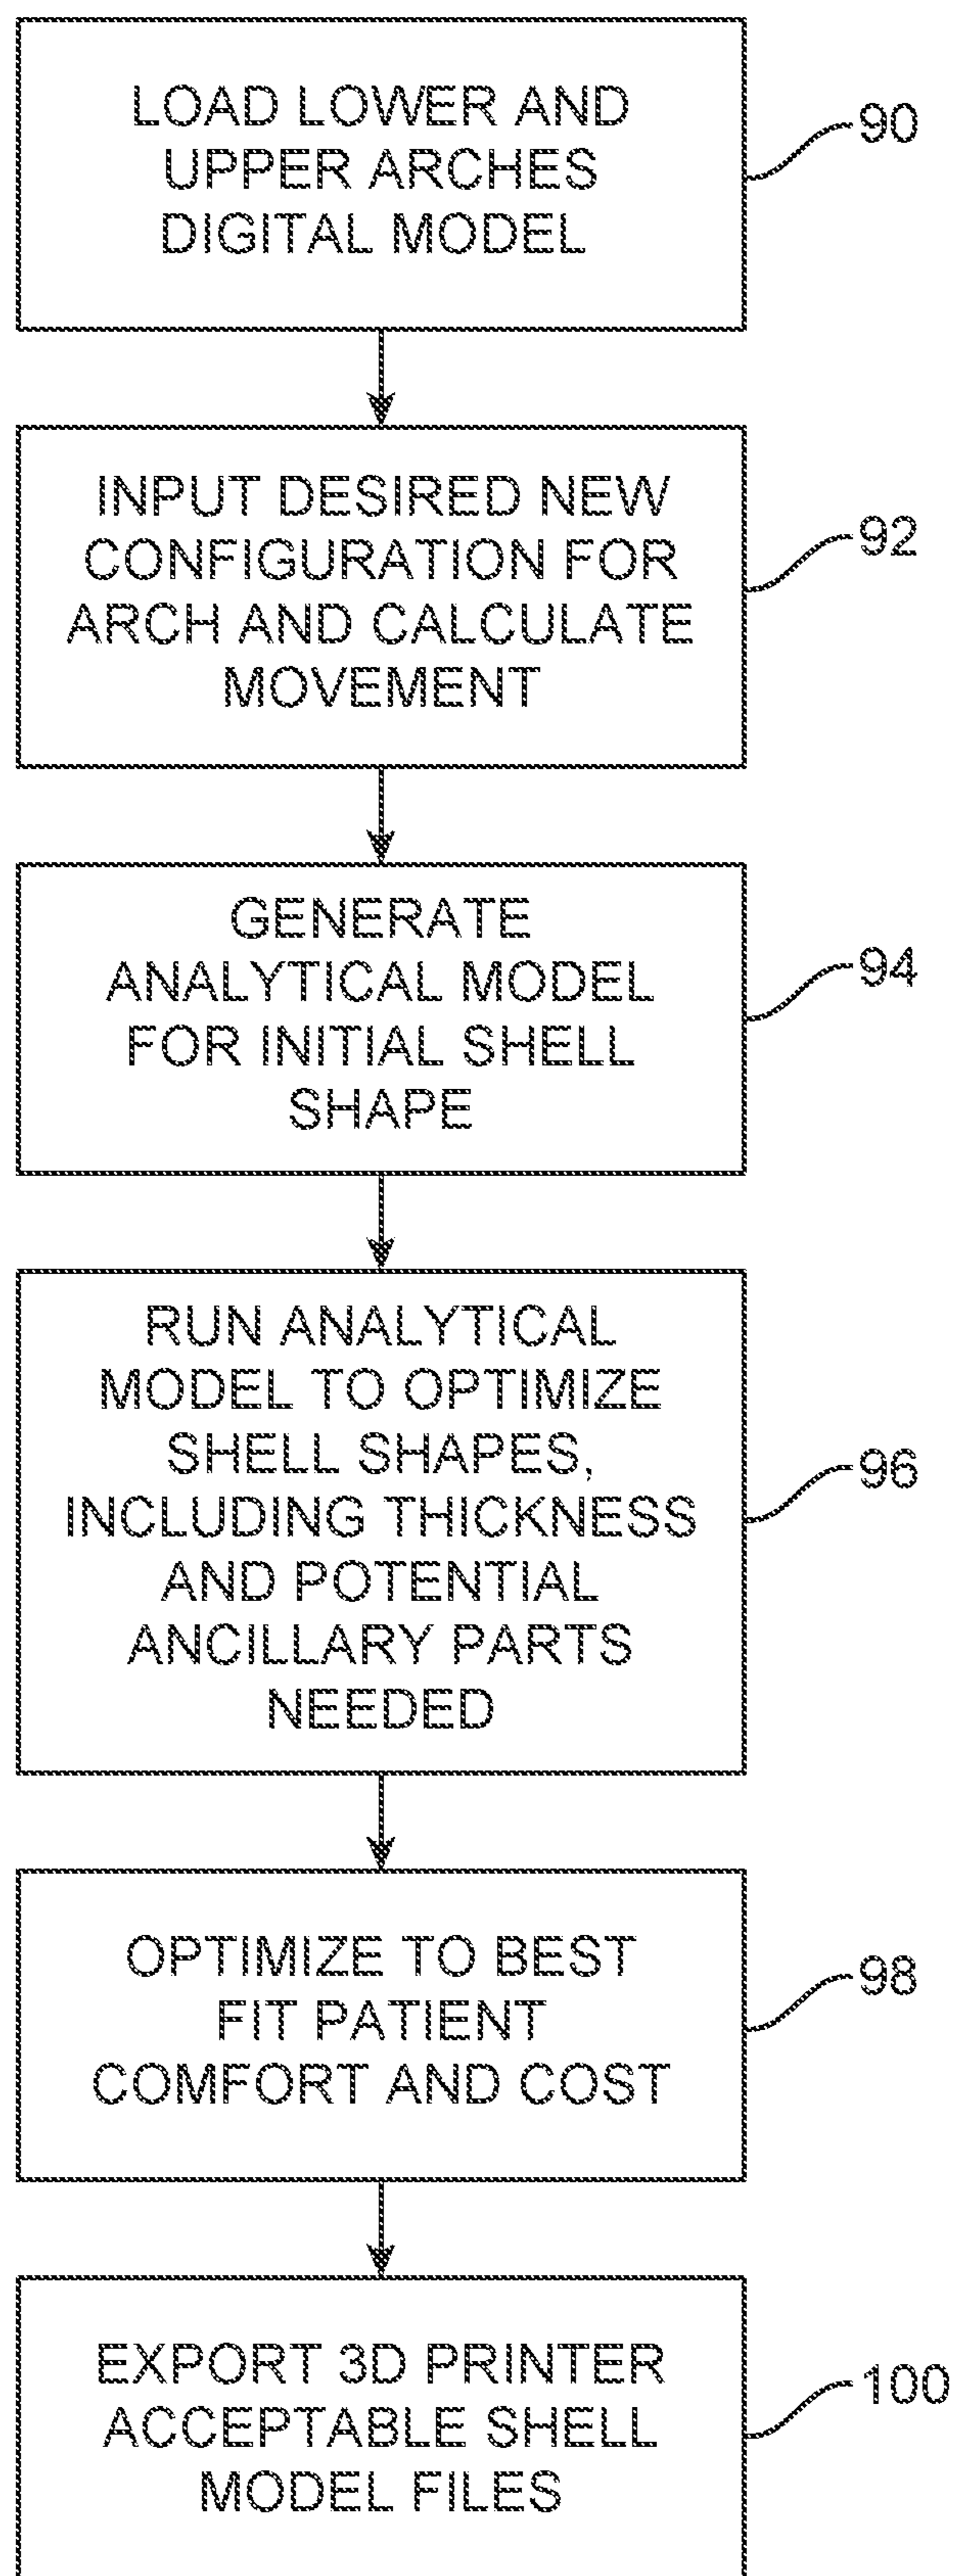 LOAD LOWER AND
UPPER ARCHES
DIGITAL MODEL
90
INPUT DESIRED NEW
CONFIGURATION FOR
ARCH AND CALCULATE
MOVEMENT
92
GENERATE
ANALYTICAL MODEL
FOR INITIAL SHELL
SHAPE
94
RUN ANALYTICAL
MODEL TO OPTIMIZE
SHELL SHAPES,
INCLUDING THICKNESS
AND POTENTIAL
ANCILLARY PARTS
NEEDED
96
OPTIMIZE TO BEST
FIT PATIENT
COMFORT AND COST
98
EXPORT 3D PRINTER
ACCEPTABLE SHELL
MODEL FILES
100